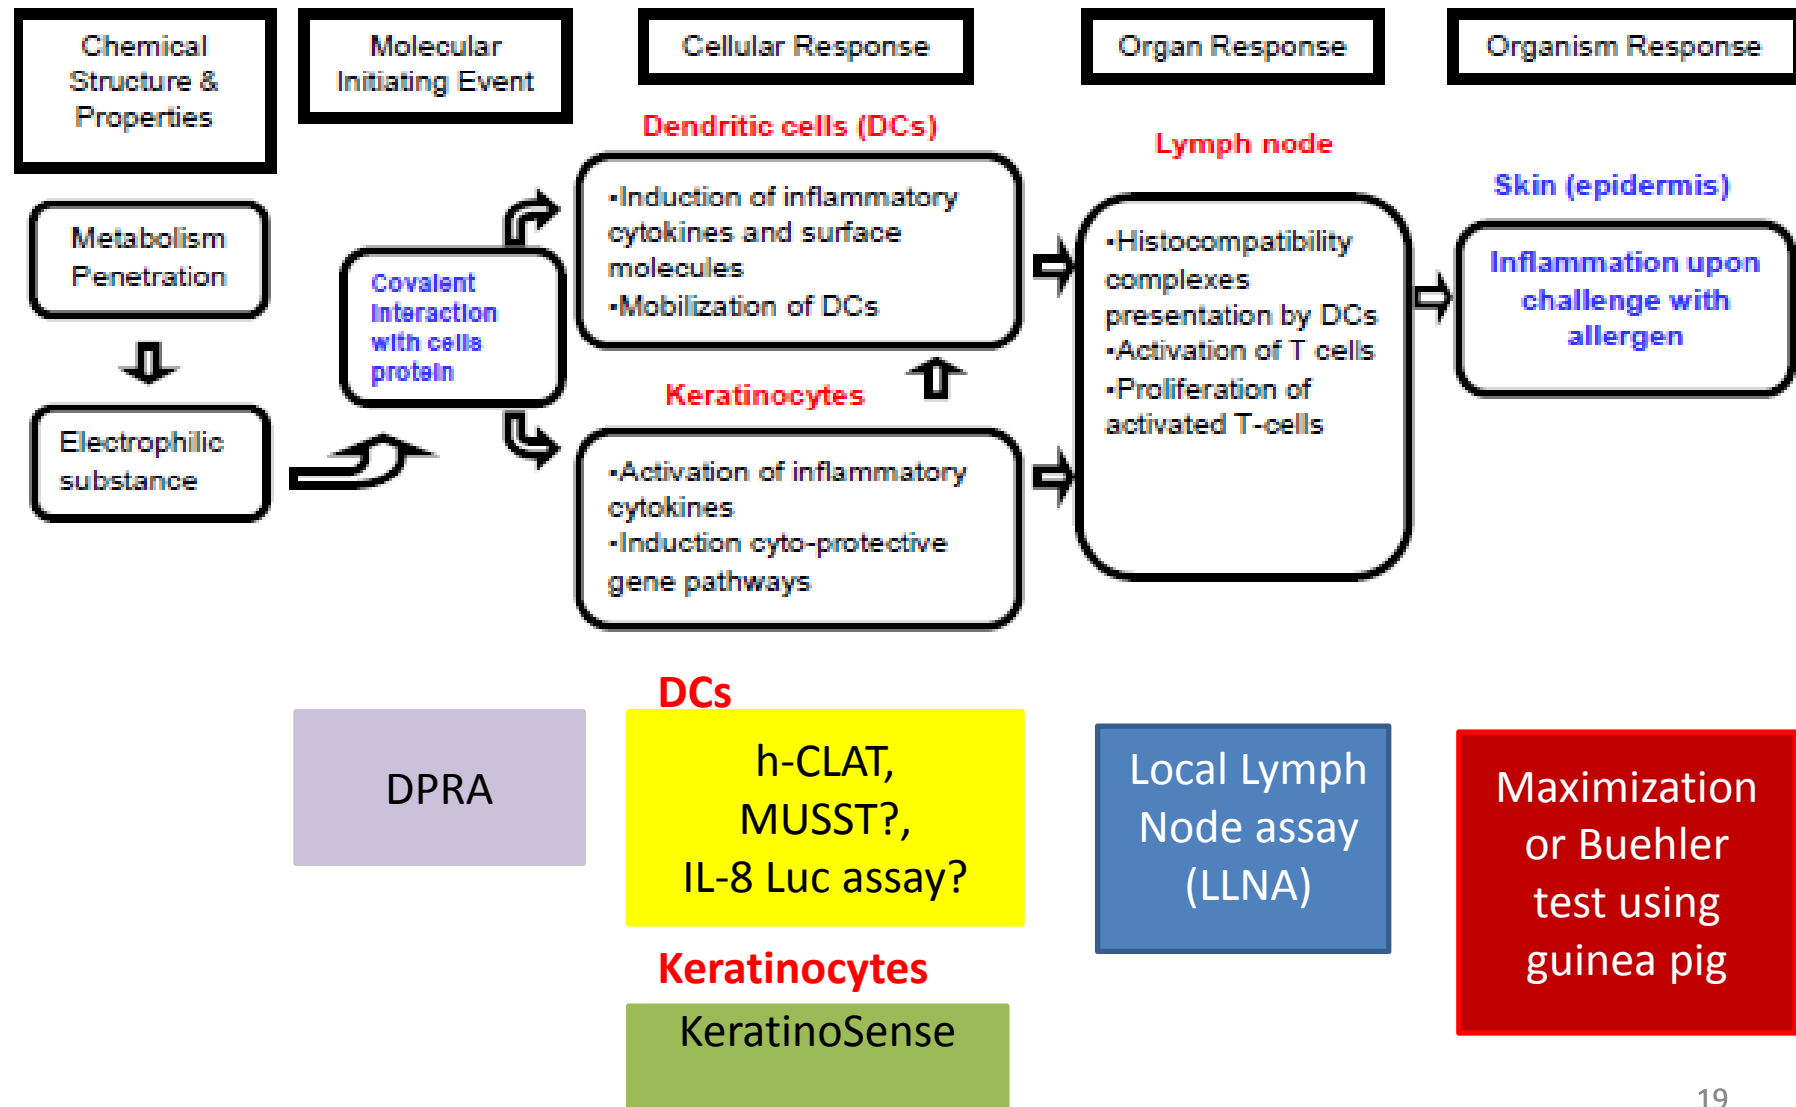 Chemical
Structure &
Properties
Molecular
Initiating Event
Cellular Response
Organ Response
Organism Response
Metabolism
Penetration
Electrophilic
substance
Covalent
Interaction
with cells
protein
Dendritic cells (DCs)
▪Induction of inflammatory
cytokines and surface
molecules
▪Mobilization of DCs
Keratinocytes
▪Activation of inflammatory
cytokines
▪Induction cyto-protective
gene pathways
Lymph node
▪Histocompatibility
complexes
presentation by DCs
▪Activation of T cells
▪Proliferation of
activated T-cells
Skin (epidermis)
Inflammation upon
challenge with
allergen
DPRA
DCs
h-CLAT,
MUSST?,
IL-8 Luc assay?
Keratinocytes
KeratinoSense
Local Lymph
Node assay
(LLNA)
Maximization
or Buehler
test using
guinea pig
19